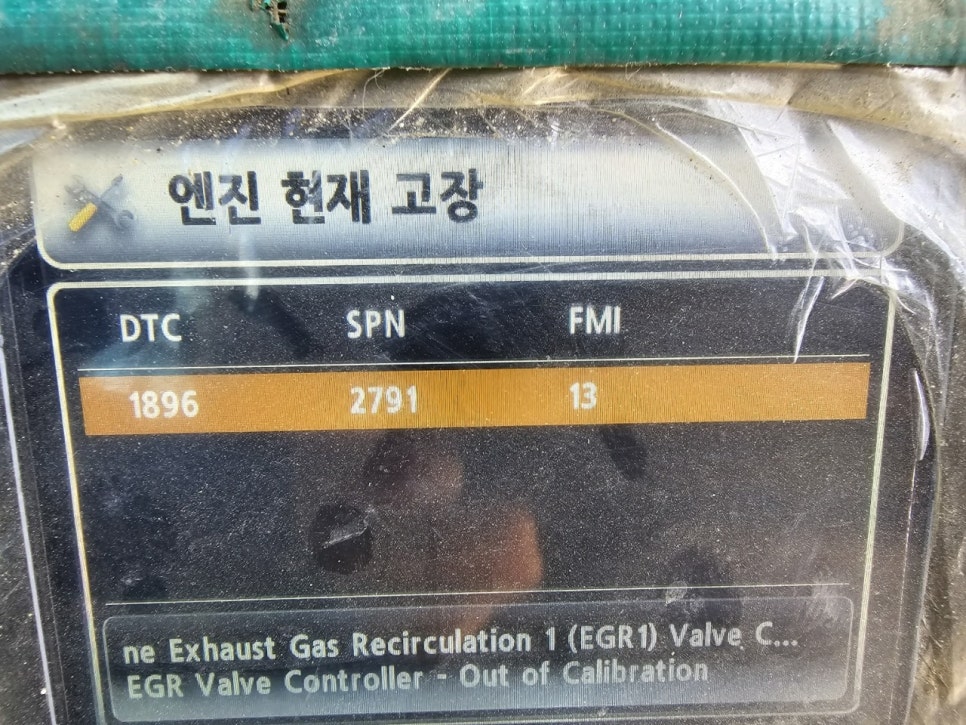 엔진 현재 고장
DTC SPN FMI
1896 2791 13
ne Exhaust Gas Recirculation 1 (EGR1) Valve C...
EGR Valve Controller - Out of Calibration